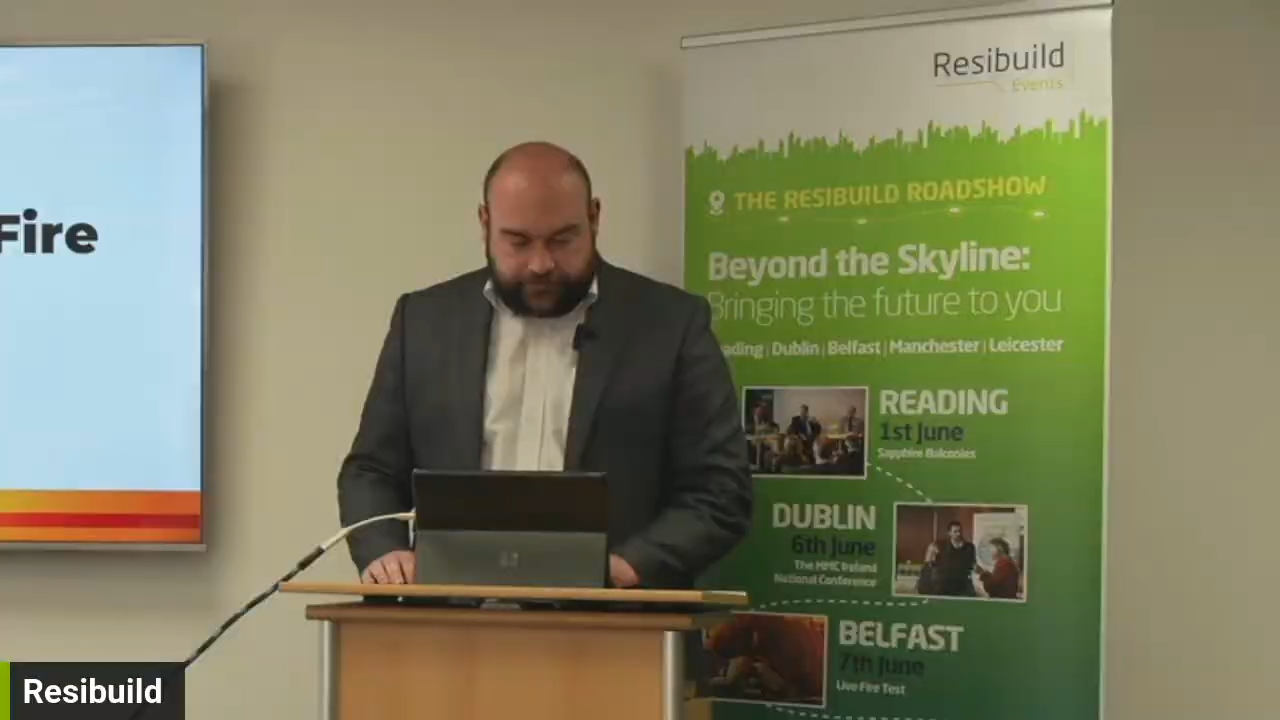 Fire
Resibuild
Events
THE RESIBUILD ROADSHOW
Beyond the Skyline:
Bringing the future to you
ding | Dublin | Belfast | Manchester | Leicester
READING
1st June
Sapphire Balconies
DUBLIN
6th June
The MMC Ireland
National Conference
BELFAST
7th June
Live Fire Test
Resibuild